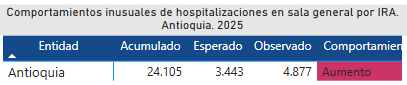 Comportamientos inusuales de hospitalizaciones en sala general por IRA.
Antioquia. 2025
Entidad Acumulado Esperado Observado Comportamien
Antioquia 24.105 3.443 4.877 Aumento